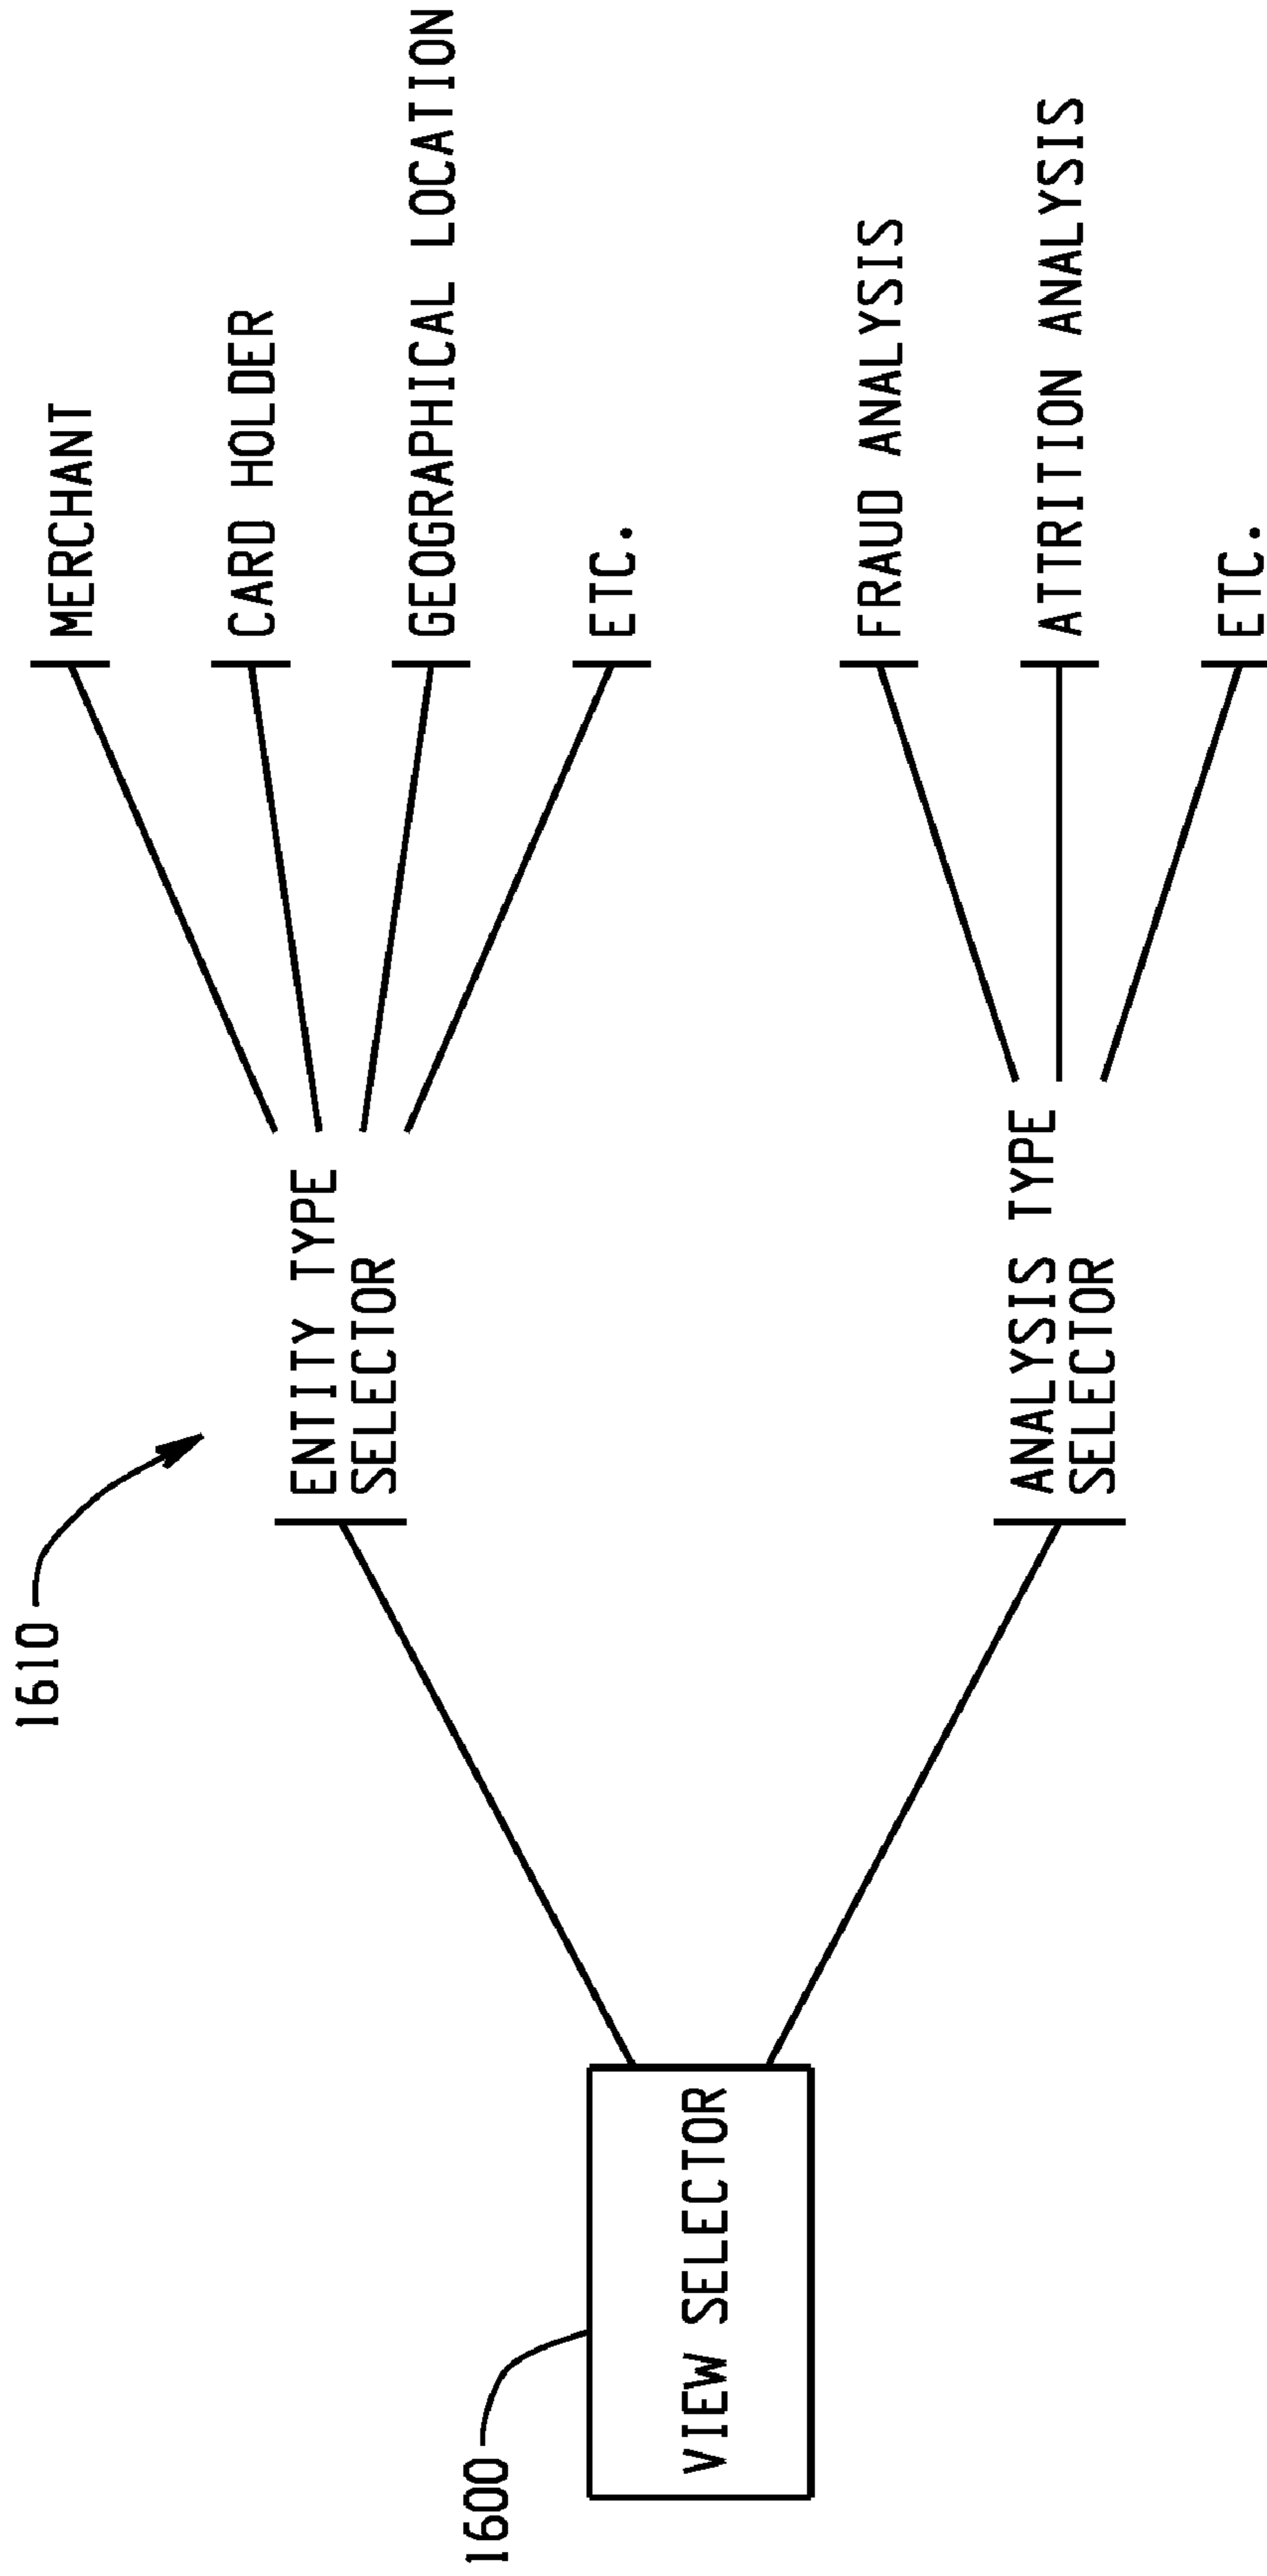 1610
MERCHANT
CARD HOLDER
ENTITY TYPE
SELECTOR
GEOGRAPHICAL LOCATION
ETC.
1600
VIEW SELECTOR
FRAUD ANALYSIS
ANALYSIS TYPE
SELECTOR
ATTRITION ANALYSIS
ETC.